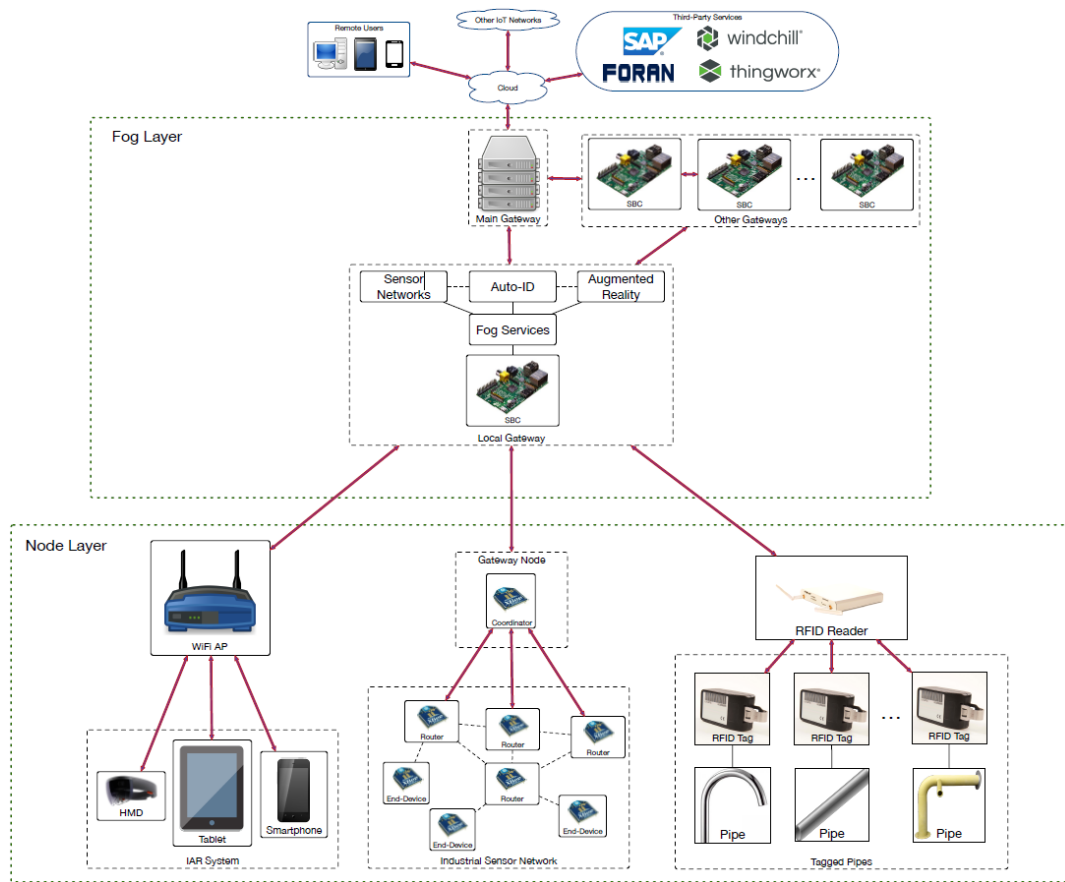 Remote Users
Other IoT Networks
Third-Party Services
SAP
windchill®
FORAN
thingworx®
Cloud
Fog Layer
Main Gateway
SBC
SBC
...
SBC
Other Gateways
Sensor
Networks
Auto-ID
Augmented
Reality
Fog Services
SBC
Local Gateway
Node Layer
WiFi AP
Gateway Node
Coordinator
RFID Reader
HMD
Tablet
Smartphone
IAR System
Router
Router
Router
End-Device
Router
End-Device
End-Device
Industrial Sensor Network
RFID Tag
RFID Tag
...
RFID Tag
Pipe
Pipe
Pipe
Tagged Pipes